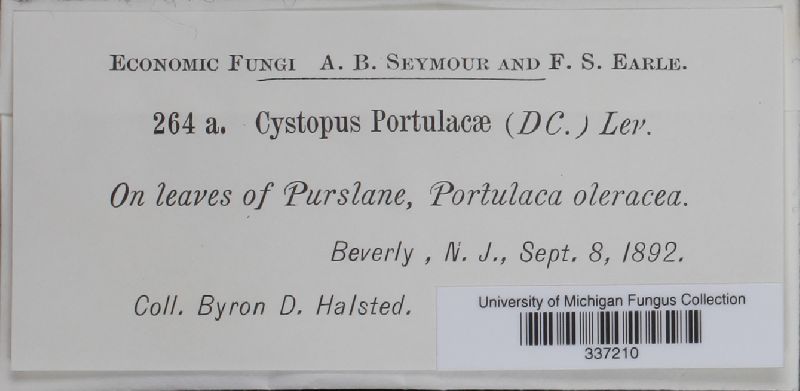 Economic Fungi A. B. Seymour and F. S. Earle.
264 a. Cystopus Portulacæ (DC.) Lev.
On leaves of Purslane, Portulaca oleracea.
Beverly , N. J., Sept. 8, 1892.
Coll. Byron D. Halsted.
University of Michigan Fungus Collection
337210